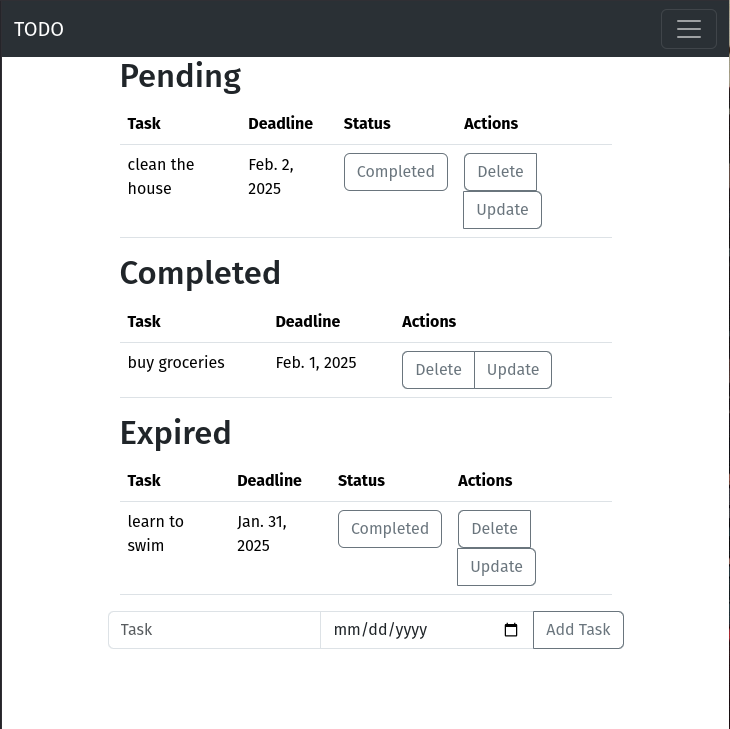 TODO
Pending
Task Deadline Status Actions
clean the Feb. 2, Completed Delete
house 2025
Update
Completed
Task Deadline Actions
buy groceries Feb. 1, 2025 Delete Update
Expired
Task Deadline Status Actions
learn to Jan. 31, Completed Delete
swim 2025
Update
Task mm/dd/yyyy Add Task